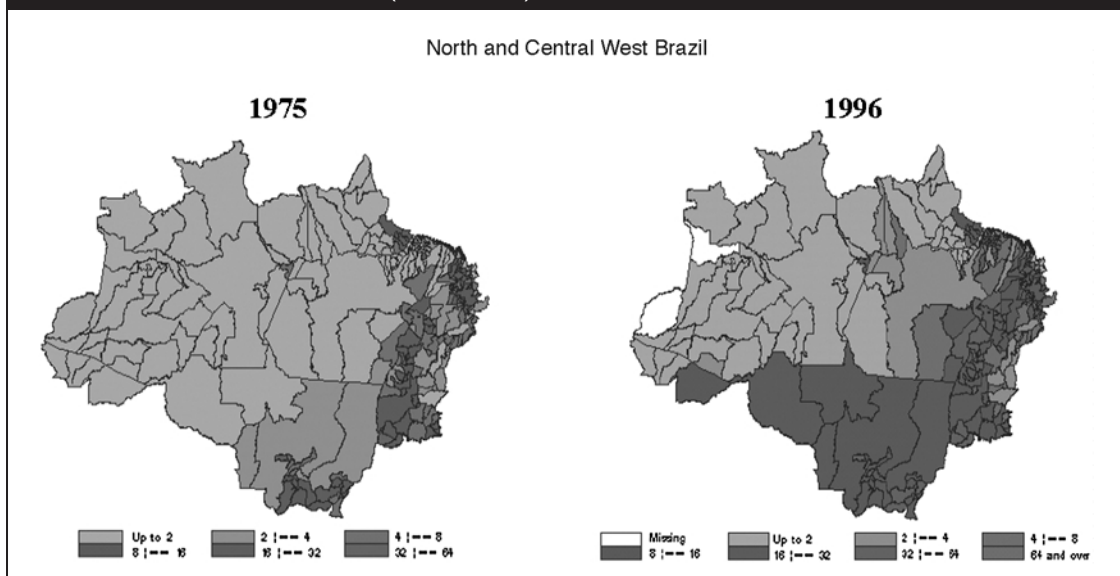 North and Central West Brazil
1975
1996
Up to 2
2 ¦-- 4
4 ¦-- 8
8 ¦-- 16
16 ¦-- 32
32 ¦-- 64
Missing
Up to 2
2 ¦-- 4
4 ¦-- 8
8 ¦-- 16
16 ¦-- 32
32 ¦-- 64
64 and over